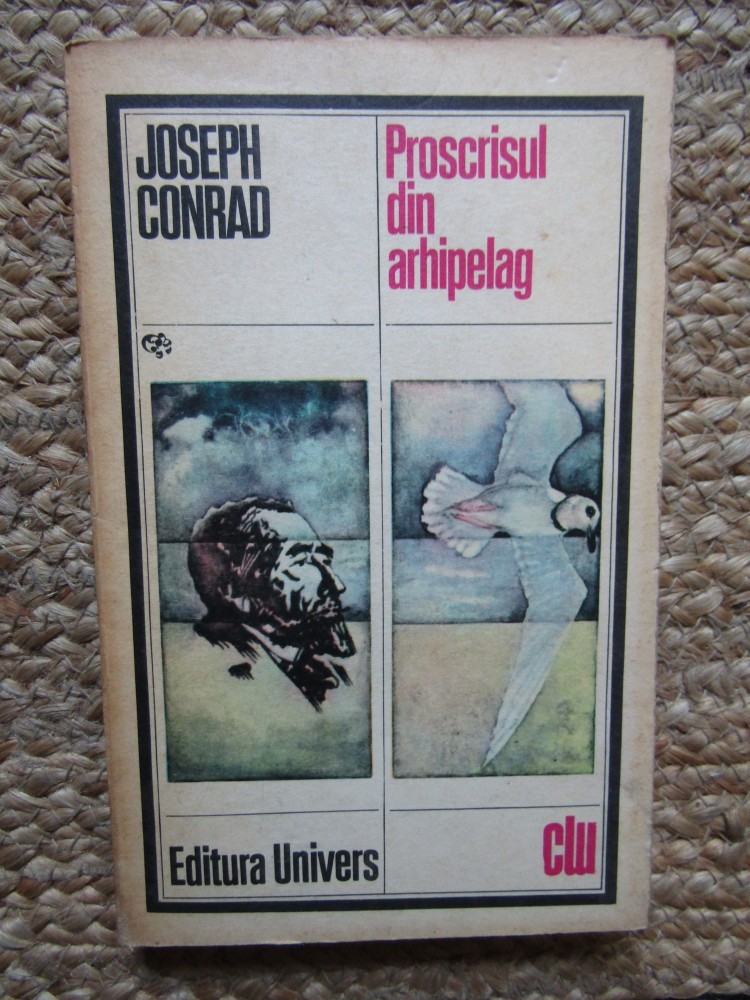 JOSEPH
CONRAD
Proscrisul
din
arhipelag
Editura Univers
clu